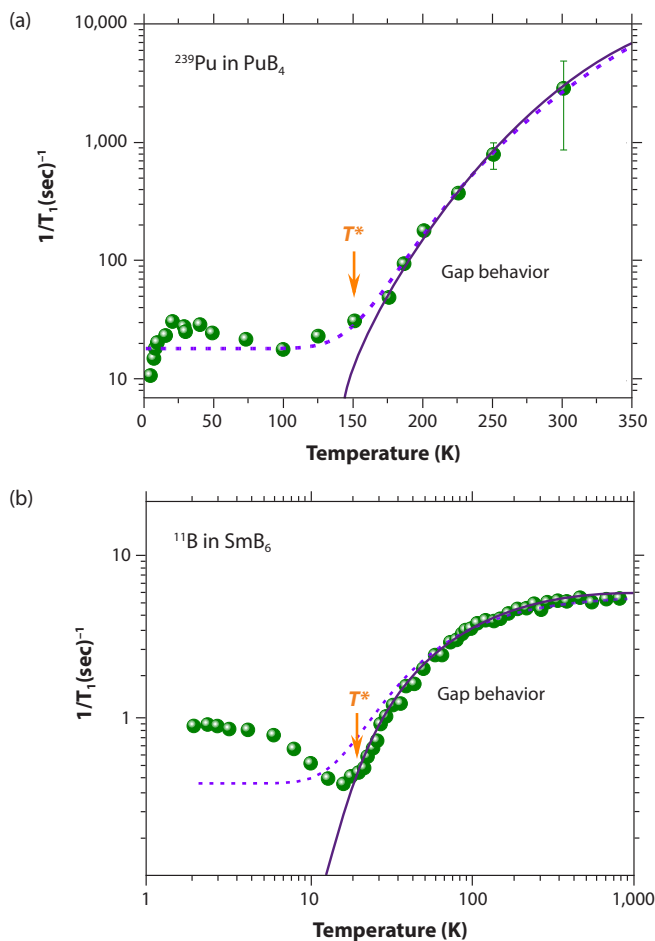 (a)
10,000
1,000
100
10
²³⁹Pu in PuB₄
T*
Gap behavior
1/T₁(sec)⁻¹
0 50 100 150 200 250 300 350
Temperature (K)
(b)
10
1
¹¹B in SmB₆
T*
Gap behavior
1/T₁(sec)⁻¹
1 10 100 1,000
Temperature (K)